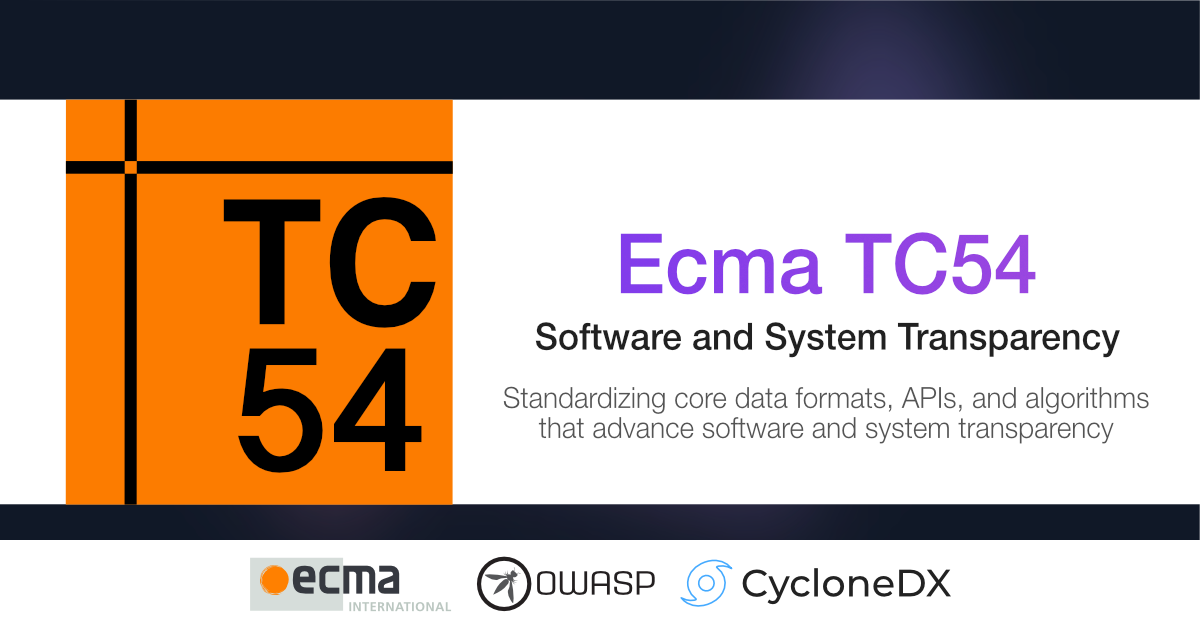 TC
54
Ecma TC54
Software and System Transparency
Standardizing core data formats, APIs, and algorithms
that advance software and system transparency
ecma
INTERNATIONAL
OWASP
CycloneDX